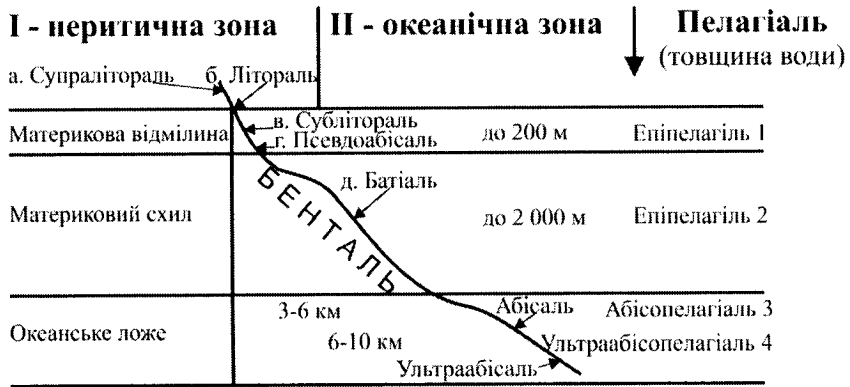 I - неритична зона
II - океанічна зона
Пелагіаль
(товщина води)
а. Супралітораль
б. Літораль
Материкова відмілина
в. Субліторaль
г. Псевдоабісаль
до 200 м
Епіпелагіль 1
БЕНТАЛЬ
д. Батіаль
Материковий схил
до 2 000 м
Епіпелагіль 2
3-6 км
Абісаль
Абісопелагіаль 3
Океанське ложе
6-10 км
Ультраабісопелагіаль 4
Ультраабісаль